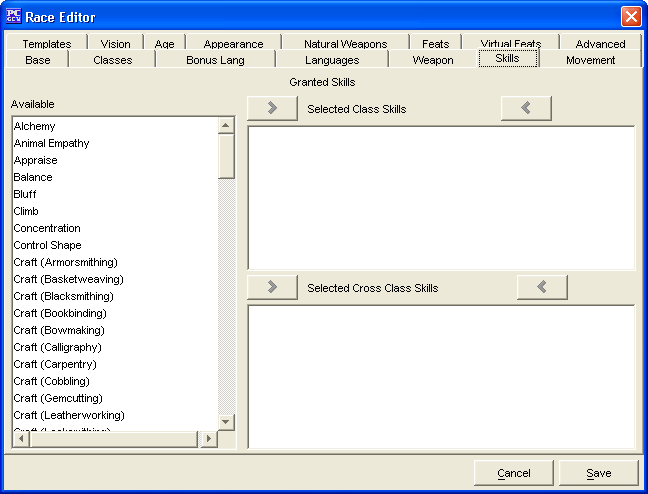 PC GEN
Race Editor
Templates Vision Age Appearance Natural Weapons Feats Virtual Feats Advanced
Base Classes Bonus Lang Languages Weapon Skills Movement
Granted Skills
Available
Selected Class Skills
Alchemy
Animal Empathy
Appraise
Balance
Bluff
Climb
Concentration
Control Shape
Craft (Armorsmithing)
Craft (Basketweaving)
Craft (Blacksmithing)
Craft (Bookbinding)
Craft (Bowmaking)
Craft (Calligraphy)
Craft (Carpentry)
Craft (Cobbling)
Craft (Gemcutting)
Craft (Leatherworking)
Craft (Locksmithing)
Selected Cross Class Skills
Cancel Save